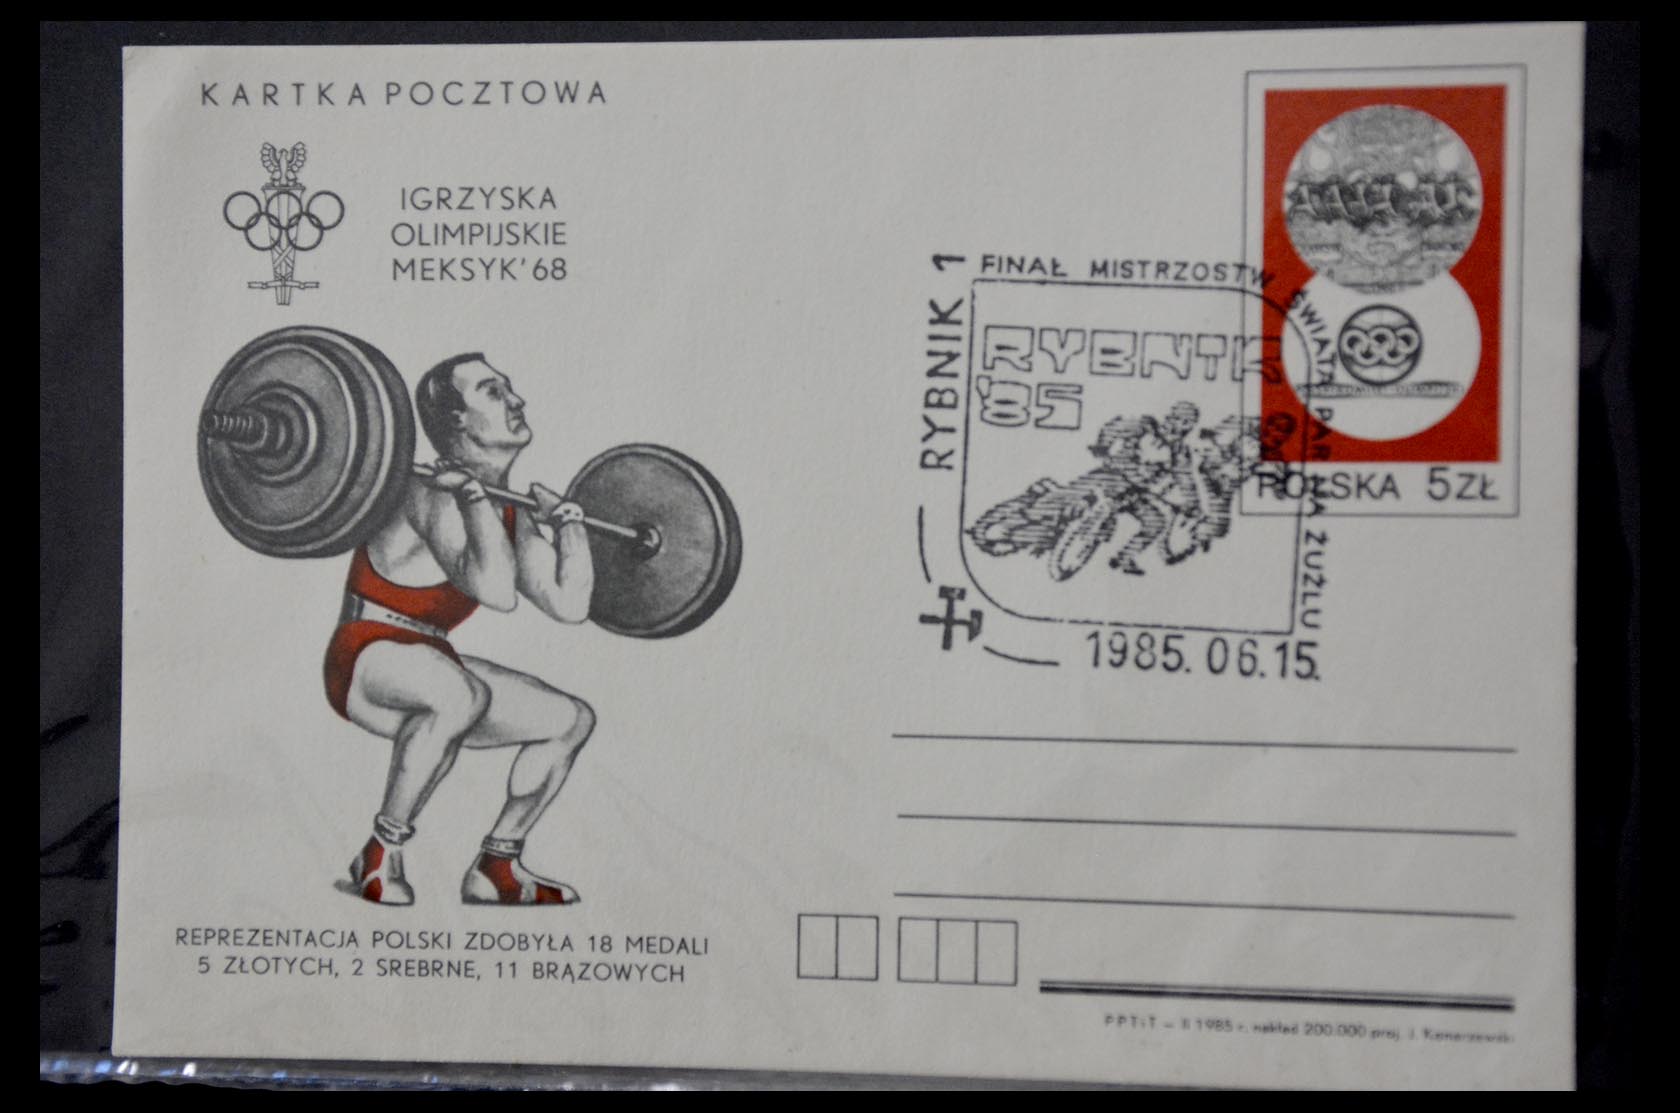 KARTKA POCZTOWA
IGRZYSKA
OLIMPIJSKIE
MEKSYK'68
RYBNIK 1
FINAŁ MISTRZOSTW ŚWIATA PAR NA ŻUŻLU
RYBNIK
'85
1985.06.15.
POLSKA 5ZŁ
REPREZENTACJA POLSKI ZDOBYŁA 18 MEDALI
5 ZŁOTYCH, 2 SREBRNE, 11 BRĄZOWYCH
PPTiT – II 1985 r. nakład 200.000 proj. J. Konarzewski